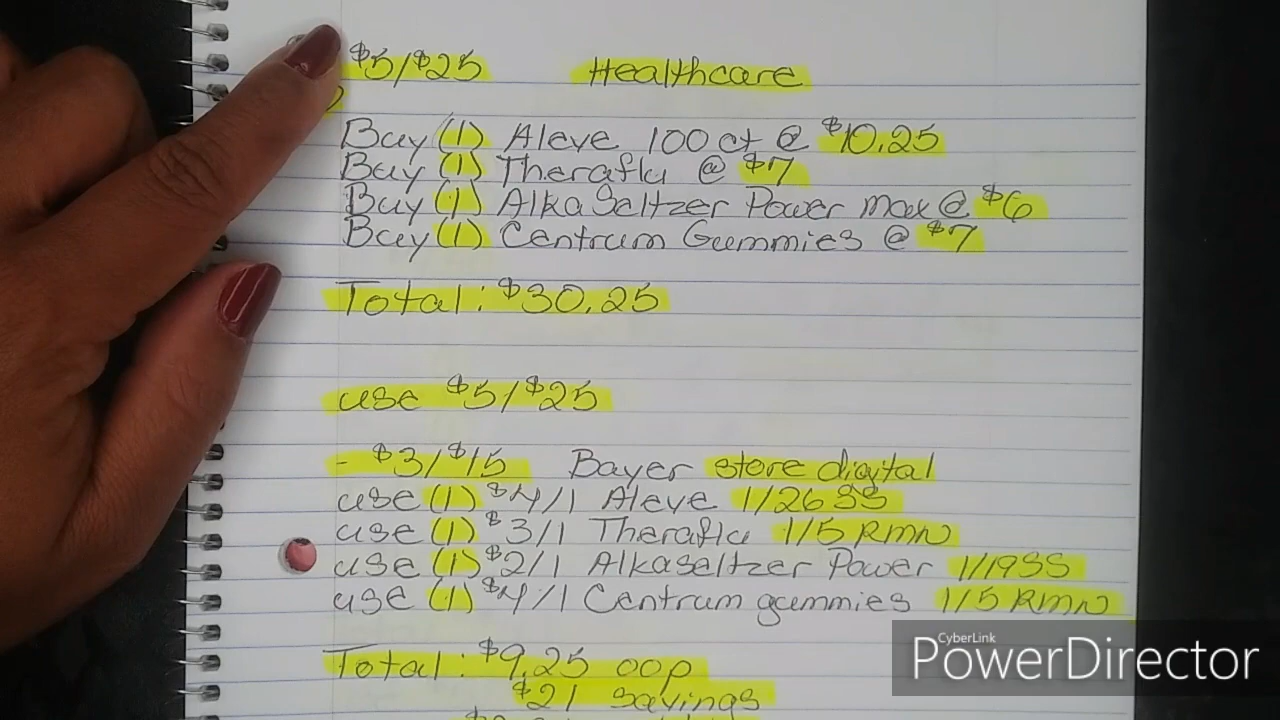 $5/$25 Healthcare
Buy (1) Aleve 100 ct @ $10.25
Buy (1) Theraflu @ $7
Buy (1) AlkaSeltzer Power Max @ $6
Buy (1) Centrum Gummies @ $7
Total: $30.25
use $5/$25
- $3/$15 Bayer store digital
use (1) $4/1 Aleve 1/26 SS
use (1) $3/1 Theraflu 1/5 RMN
use (1) $2/1 AlkaSeltzer Power 1/19SS
use (1) $4/1 Centrum gummies 1/5 RMN
Total: $9.25 oop
$21 savings
CyberLink
PowerDirector